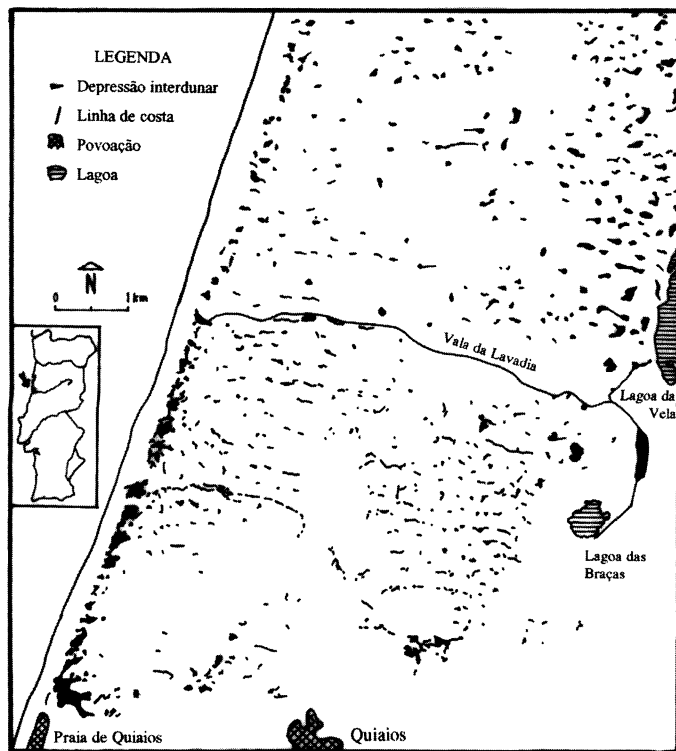 LEGENDA
Depressão interdunar
Linha de costa
Povoação
Lagoa
N
0 1 km
Vala da Lavadia
Lagoa da
Vela
Lagoa das
Braças
Praia de Quiaios
Quiaios